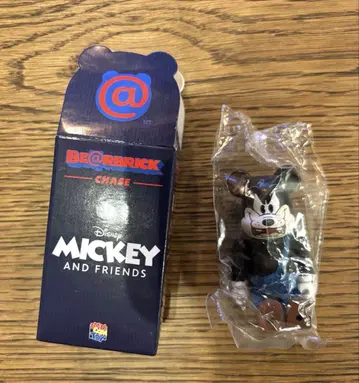 @
BE@RBRICK
CHASE
Disney
MICKEY
AND FRIENDS